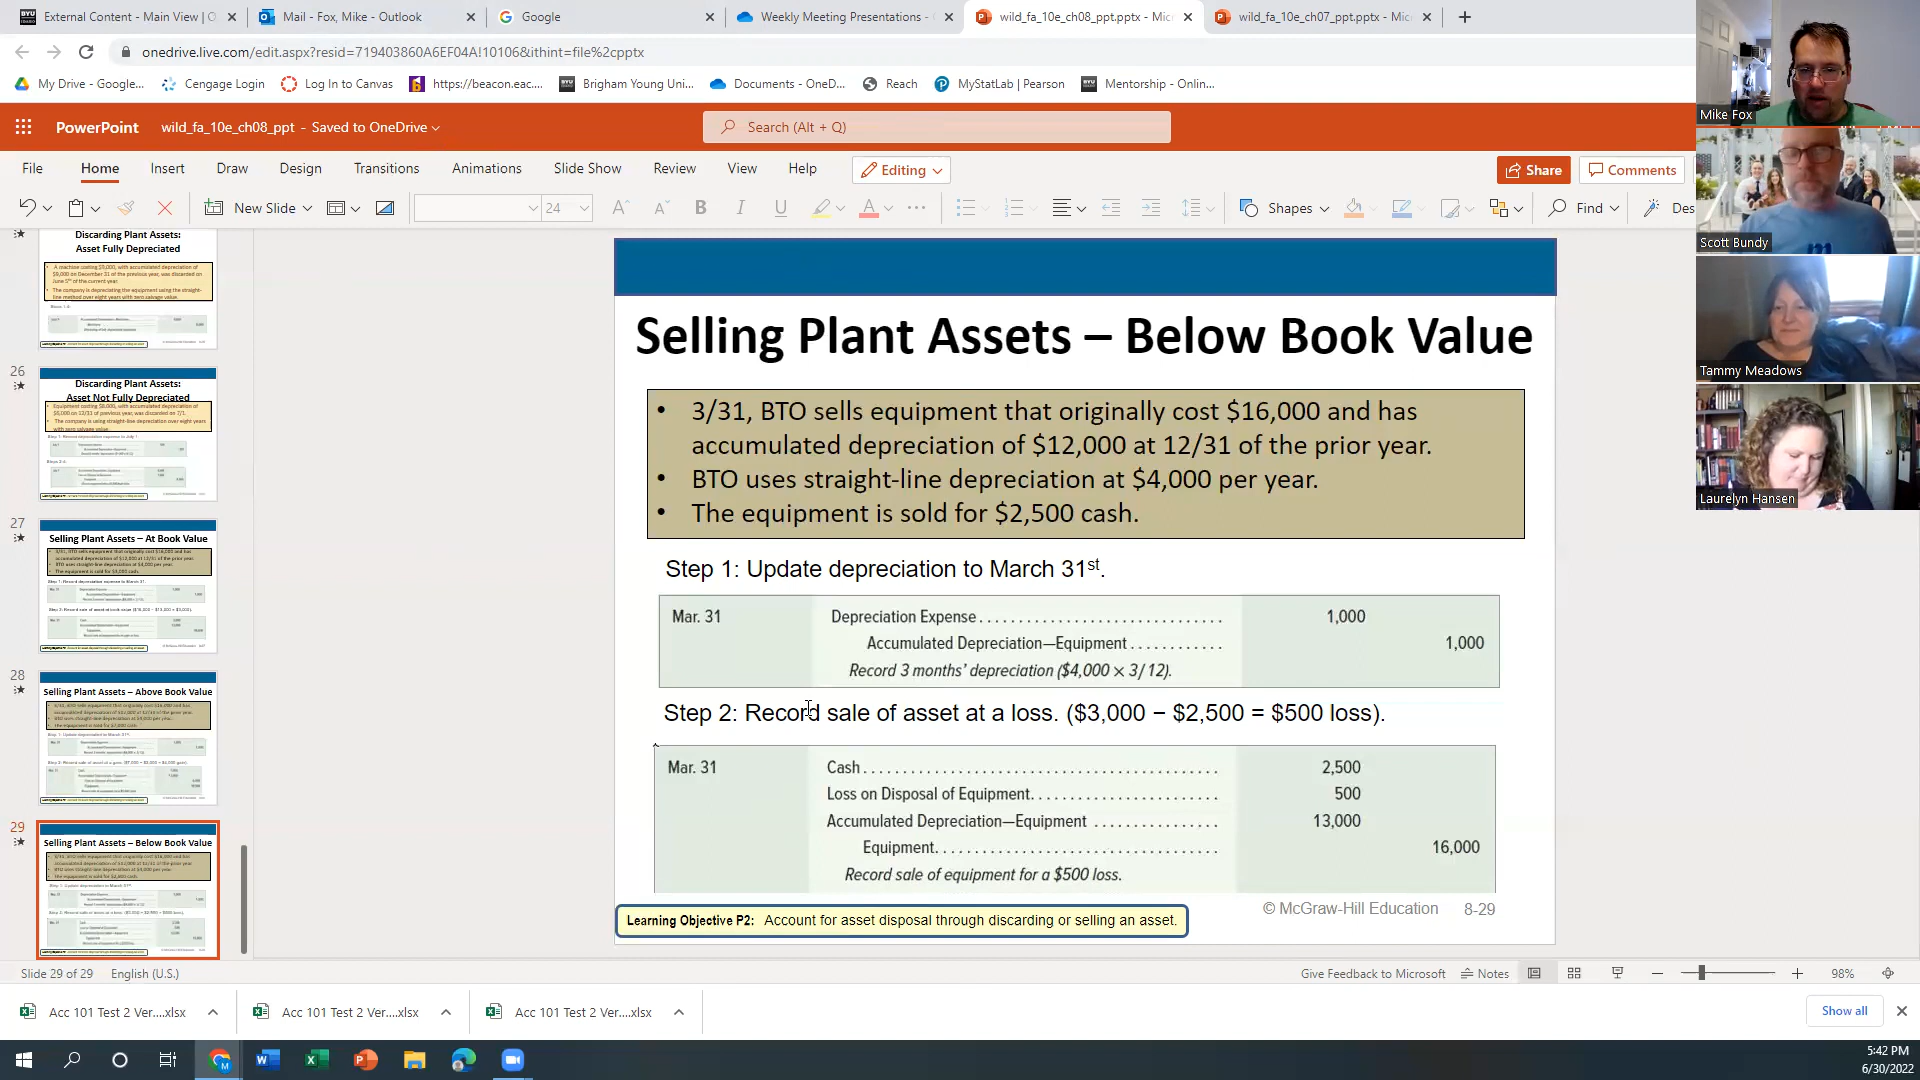 External Content - Main View | O
Mail - Fox, Mike - Outlook
Google
Weekly Meeting Presentations -
wild_fa_10e_ch08_ppt.pptx - Mic
wild_fa_10e_ch07_ppt.pptx - Mic
onedrive.live.com/edit.aspx?resid=719403860A6EF04A!10106&ithint=file%2cpptx
My Drive - Google...
Cengage Login
Log In to Canvas
https://beacon.eac....
Brigham Young Uni...
Documents - OneD...
Reach
MyStatLab | Pearson
Mentorship - Onlin...
PowerPoint
wild_fa_10e_ch08_ppt - Saved to OneDrive
Search (Alt + Q)
File Home Insert Draw Design Transitions Animations Slide Show Review View Help Editing Share Comments
New Slide 24 B I U Shapes Find Des
Discarding Plant Assets:
Asset Fully Depreciated
26
Discarding Plant Assets:
Asset Not Fully Depreciated
27
Selling Plant Assets – At Book Value
28
Selling Plant Assets – Above Book Value
29
Selling Plant Assets – Below Book Value
Selling Plant Assets – Below Book Value
• 3/31, BTO sells equipment that originally cost $16,000 and has
accumulated depreciation of $12,000 at 12/31 of the prior year.
• BTO uses straight-line depreciation at $4,000 per year.
• The equipment is sold for $2,500 cash.
Step 1: Update depreciation to March 31st.
Mar. 31 Depreciation Expense 1,000
Accumulated Depreciation—Equipment 1,000
Record 3 months' depreciation ($4,000 × 3/12).
Step 2: Record sale of asset at a loss. ($3,000 − $2,500 = $500 loss).
Mar. 31 Cash 2,500
Loss on Disposal of Equipment 500
Accumulated Depreciation—Equipment 13,000
Equipment 16,000
Record sale of equipment for a $500 loss.
Learning Objective P2: Account for asset disposal through discarding or selling an asset.
© McGraw-Hill Education 8-29
Mike Fox
Scott Bundy
Tammy Meadows
Laurelyn Hansen
Slide 29 of 29 English (U.S.)
Give Feedback to Microsoft Notes 98%
Acc 101 Test 2 Ver....xlsx
Acc 101 Test 2 Ver....xlsx
Acc 101 Test 2 Ver....xlsx
Show all
5:42 PM
6/30/2022